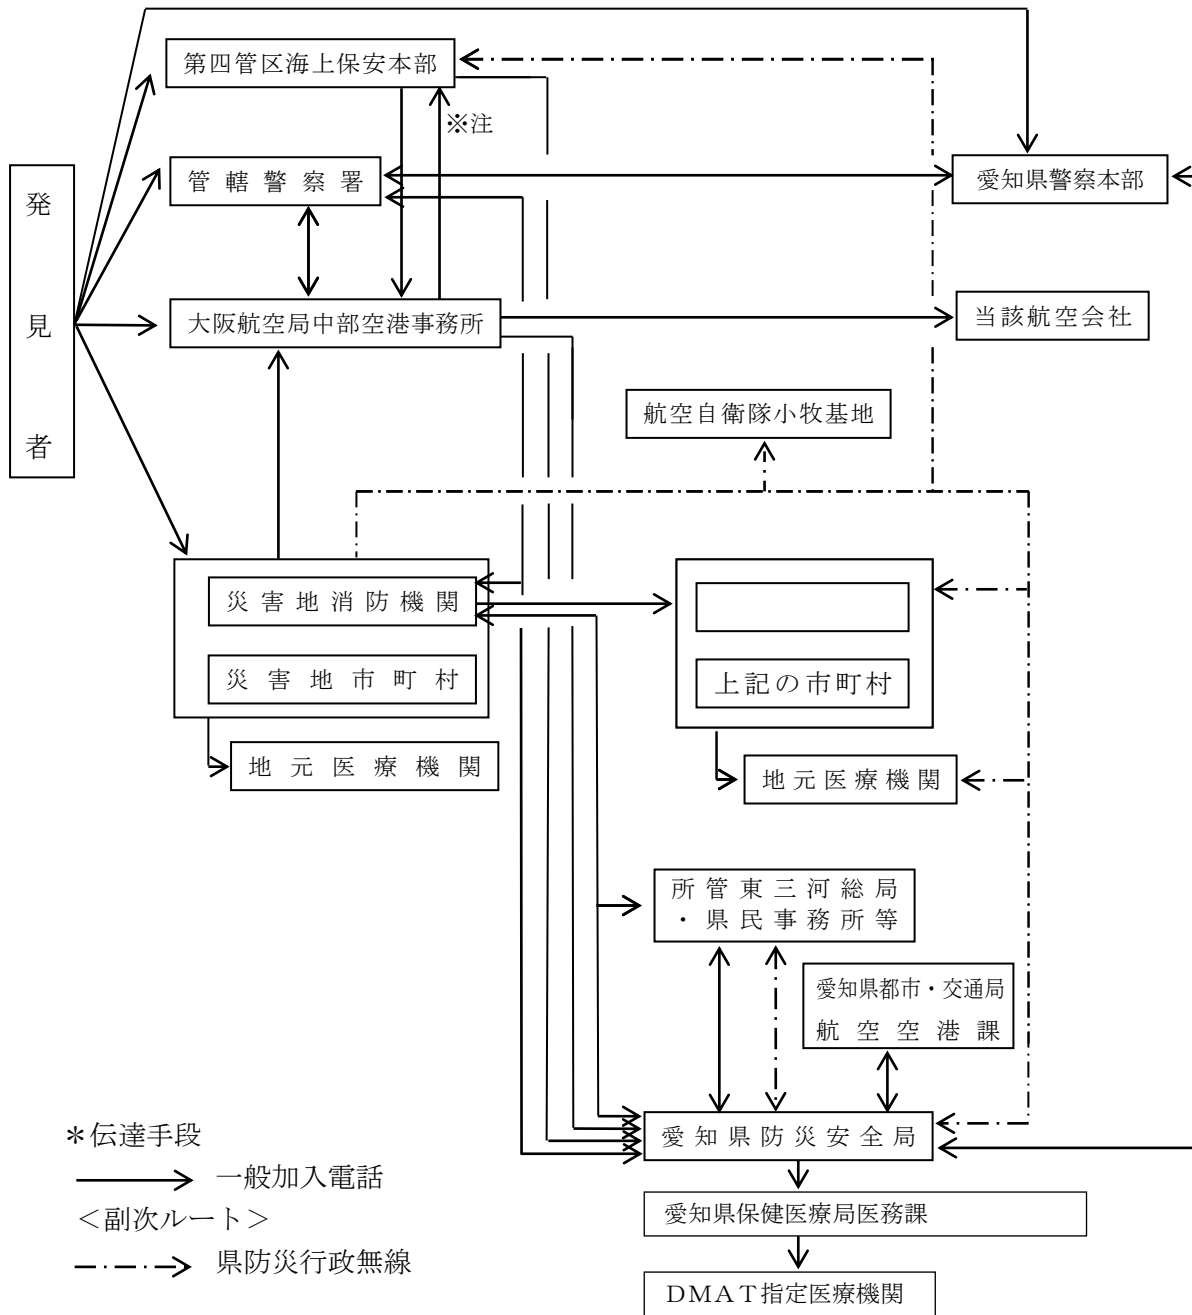 第四管区海上保安本部
※注
管轄警察署
愛知県警察本部
発見者
大阪航空局中部空港事務所
当該航空会社
航空自衛隊小牧基地
災害地消防機関
災害地市町村
上記の市町村
地元医療機関
地元医療機関
所管東三河総局
・県民事務所等
愛知県都市・交通局
航空空港課
愛知県防災安全局
*伝達手段
一般加入電話
<副次ルート>
県防災行政無線
愛知県保健医療局医務課
DMAT指定医療機関